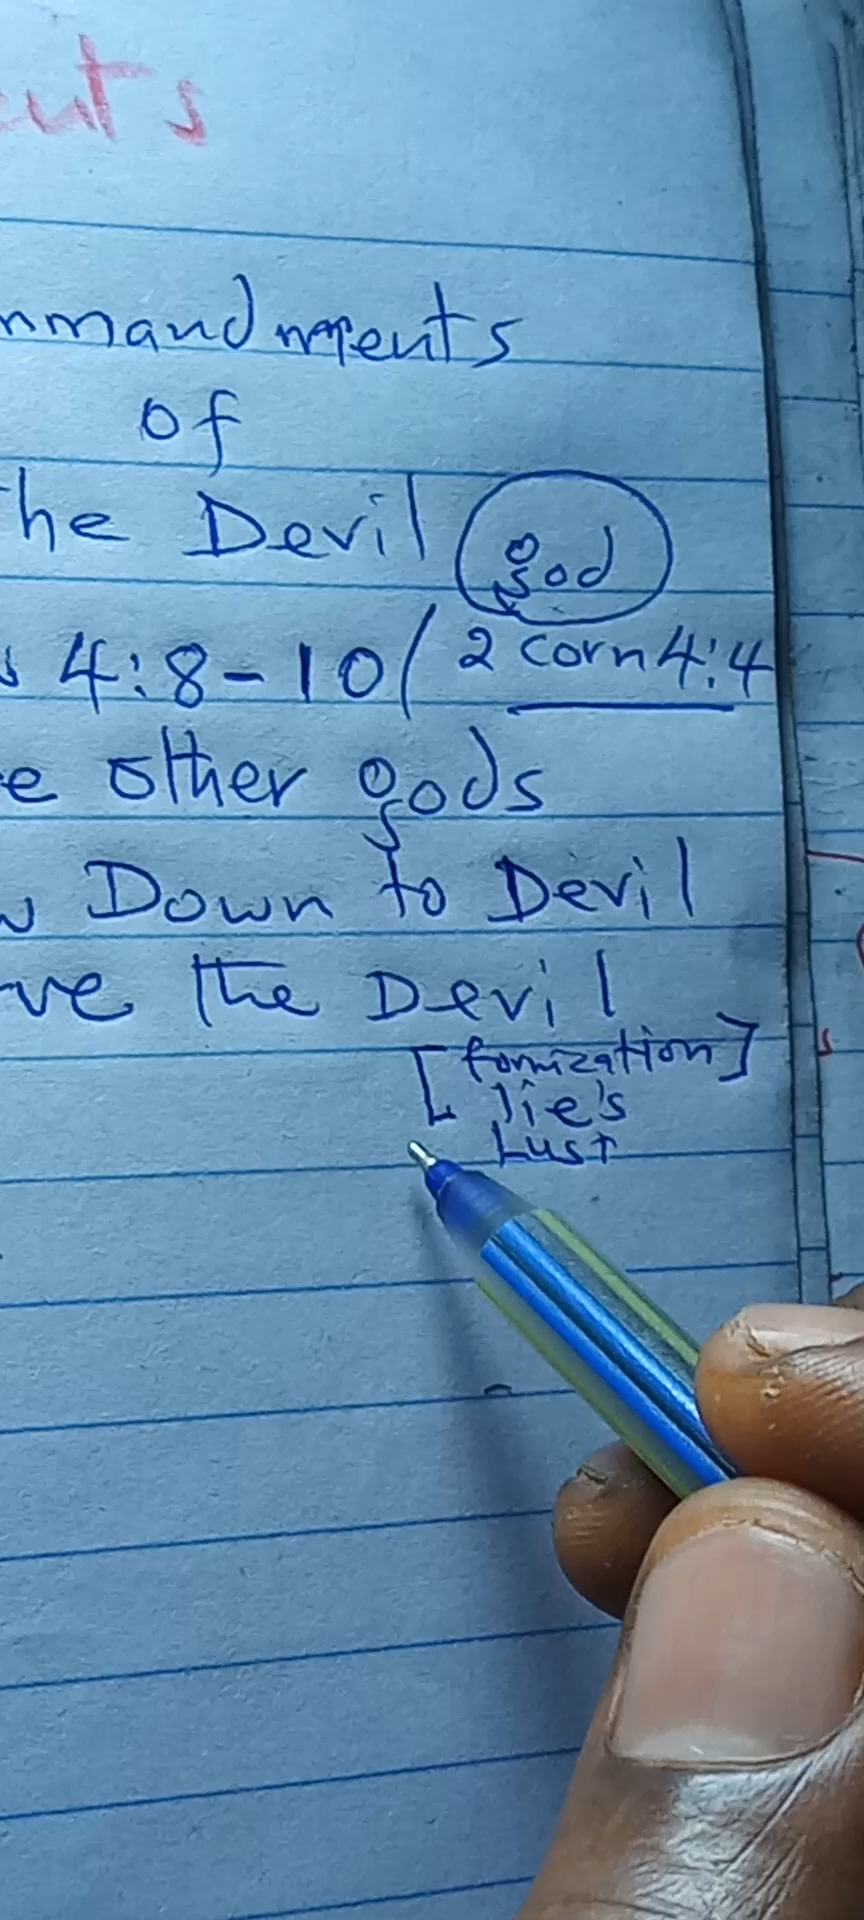 ents
mmandments
of
he Devil god
s 4:8-10 ( 2 corn 4:4
e other gods
w Down to Devil
ve the Devil
[fornization]
lie's
Lust